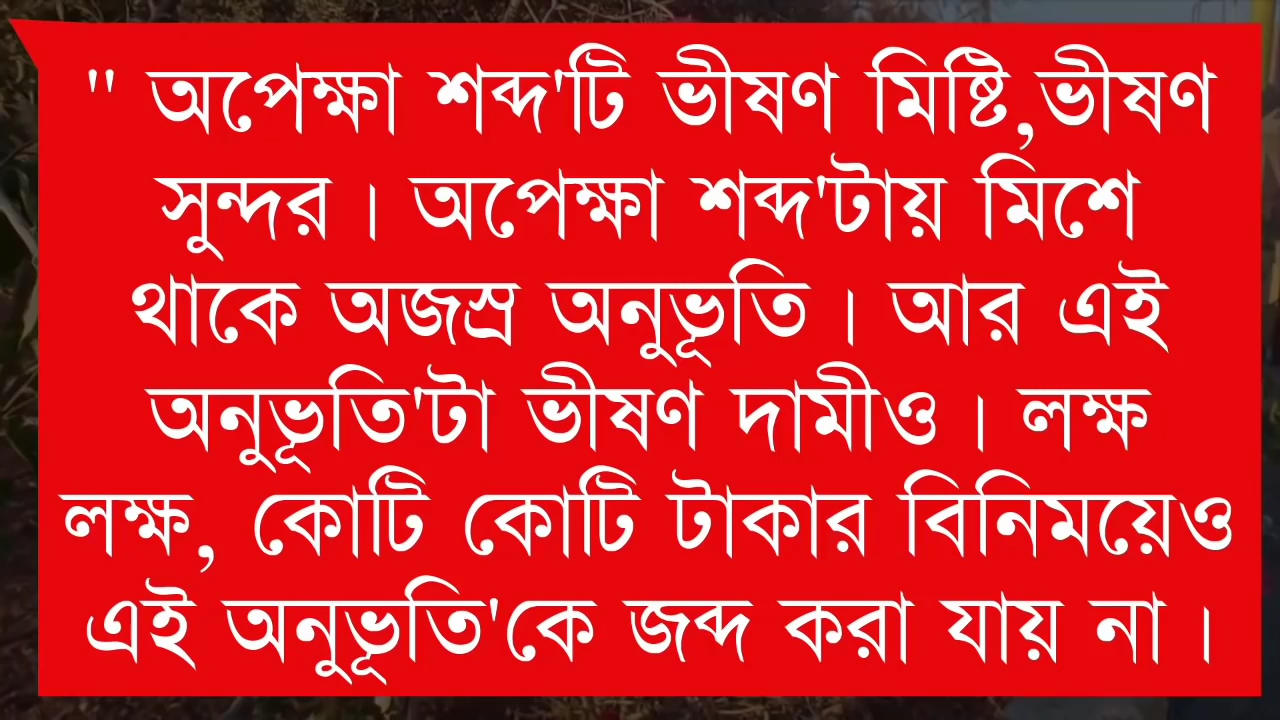 " অপেক্ষা শব্দ'টি ভীষণ মিষ্টি,ভীষণ
সুন্দর । অপেক্ষা শব্দ'টায় মিশে
থাকে অজস্র অনুভূতি । আর এই
অনুভূতি'টা ভীষণ দামীও । লক্ষ
লক্ষ, কোটি কোটি টাকার বিনিময়েও
এই অনুভূতি'কে জব্দ করা যায় না ।